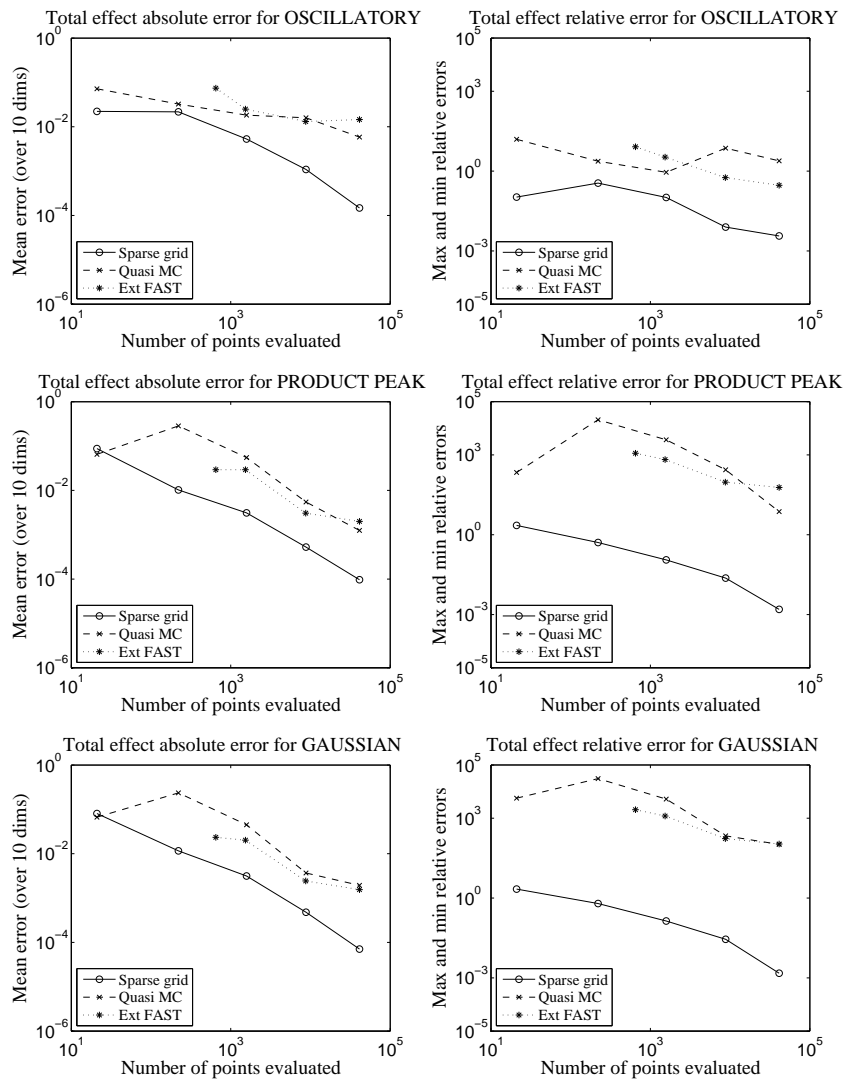 Total effect absolute error for OSCILLATORY
Mean error (over 10 dims)
10^0
10^-2
10^-4
10^-6
Sparse grid
Quasi MC
Ext FAST
10^1 10^3 10^5
Number of points evaluated
Total effect relative error for OSCILLATORY
Max and min relative errors
10^5
10^3
10^0
10^-3
10^-5
Sparse grid
Quasi MC
Ext FAST
10^1 10^3 10^5
Number of points evaluated
Total effect absolute error for PRODUCT PEAK
Mean error (over 10 dims)
10^0
10^-2
10^-4
10^-6
Sparse grid
Quasi MC
Ext FAST
10^1 10^3 10^5
Number of points evaluated
Total effect relative error for PRODUCT PEAK
Max and min relative errors
10^5
10^3
10^0
10^-3
10^-5
Sparse grid
Quasi MC
Ext FAST
10^1 10^3 10^5
Number of points evaluated
Total effect absolute error for GAUSSIAN
Mean error (over 10 dims)
10^0
10^-2
10^-4
10^-6
Sparse grid
Quasi MC
Ext FAST
10^1 10^3 10^5
Number of points evaluated
Total effect relative error for GAUSSIAN
Max and min relative errors
10^5
10^3
10^0
10^-3
10^-5
Sparse grid
Quasi MC
Ext FAST
10^1 10^3 10^5
Number of points evaluated